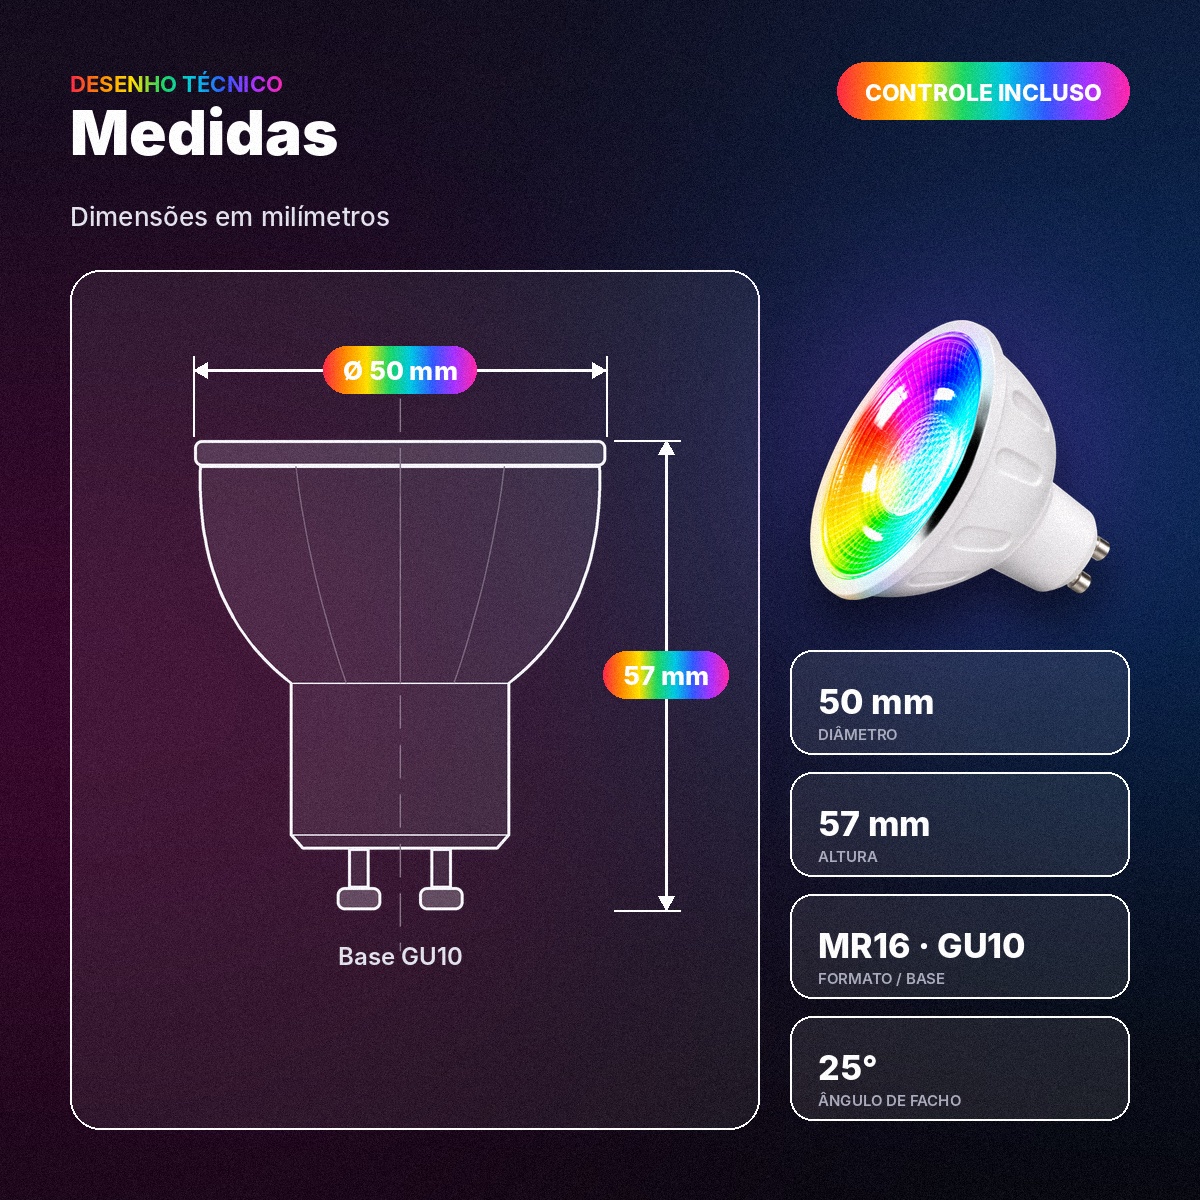 DESENHO TÉCNICO
Medidas
CONTROLE INCLUSO
Dimensões em milímetros
Ø 50 mm
57 mm
Base GU10
50 mm
DIÂMETRO
57 mm
ALTURA
MR16 · GU10
FORMATO / BASE
25°
ÂNGULO DE FACHO